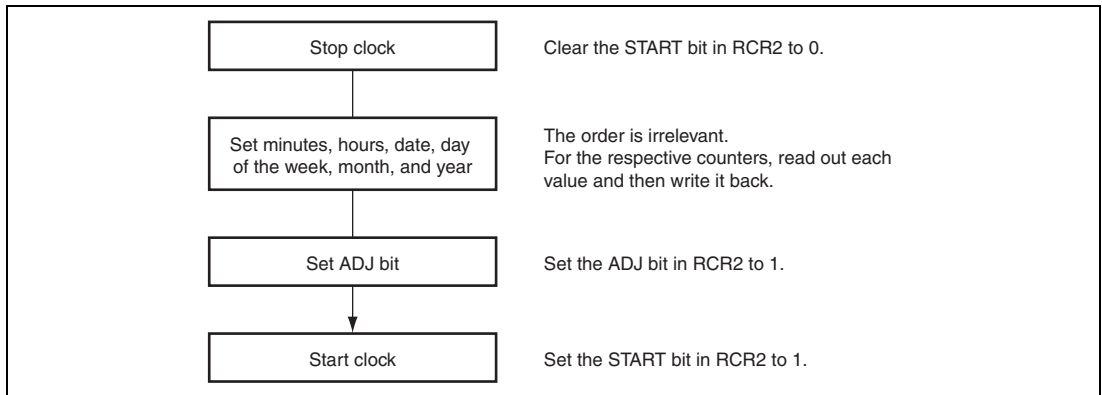 Stop clock
Clear the START bit in RCR2 to 0.
Set minutes, hours, date, day
of the week, month, and year
The order is irrelevant.
For the respective counters, read out each
value and then write it back.
Set ADJ bit
Set the ADJ bit in RCR2 to 1.
Start clock
Set the START bit in RCR2 to 1.